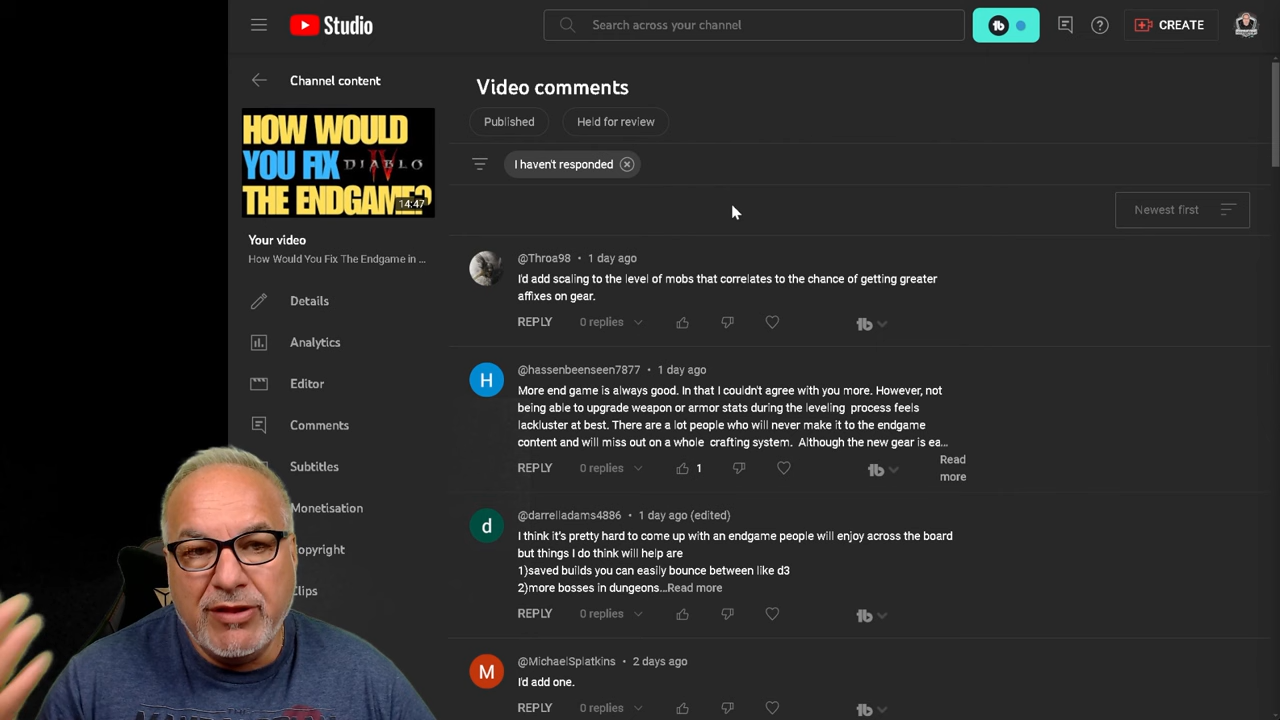 Studio
Search across your channel
CREATE
Channel content
HOW WOULD
YOU FIX DIABLO IV
THE ENDGAME?
14:47
Your video
How Would You Fix The Endgame in ...
Details
Analytics
Editor
Comments
Subtitles
Monetisation
opyright
Clips
Video comments
Published
Held for review
I haven't responded
Newest first
@Throa98 • 1 day ago
I'd add scaling to the level of mobs that correlates to the chance of getting greater
affixes on gear.
REPLY 0 replies
H
@hassenbeenseen7877 • 1 day ago
More end game is always good. In that I couldn't agree with you more. However, not
being able to upgrade weapon or armor stats during the leveling process feels
lackluster at best. There are a lot people who will never make it to the endgame
content and will miss out on a whole crafting system. Although the new gear is ea...
Read
more
REPLY 0 replies 1
d
@darrelladams4886 • 1 day ago (edited)
I think it's pretty hard to come up with an endgame people will enjoy across the board
but things I do think will help are
1)saved builds you can easily bounce between like d3
2)more bosses in dungeons...Read more
REPLY 0 replies
M
@MichaelSpiatkins • 2 days ago
I'd add one.
REPLY 0 replies